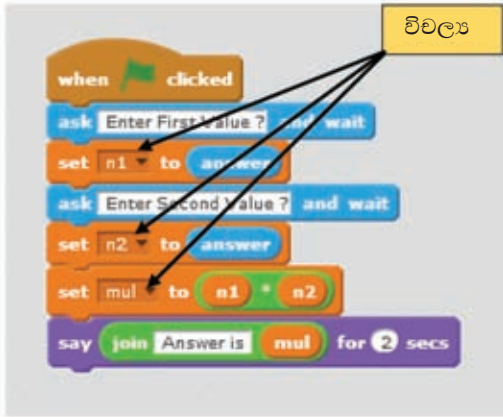 විචල්‍ය
when clicked
ask Enter First Value ? and wait
set n1 to answer
ask Enter Second Value ? and wait
set n2 to answer
set mul to n1 * n2
say join Answer is mul for 2 secs